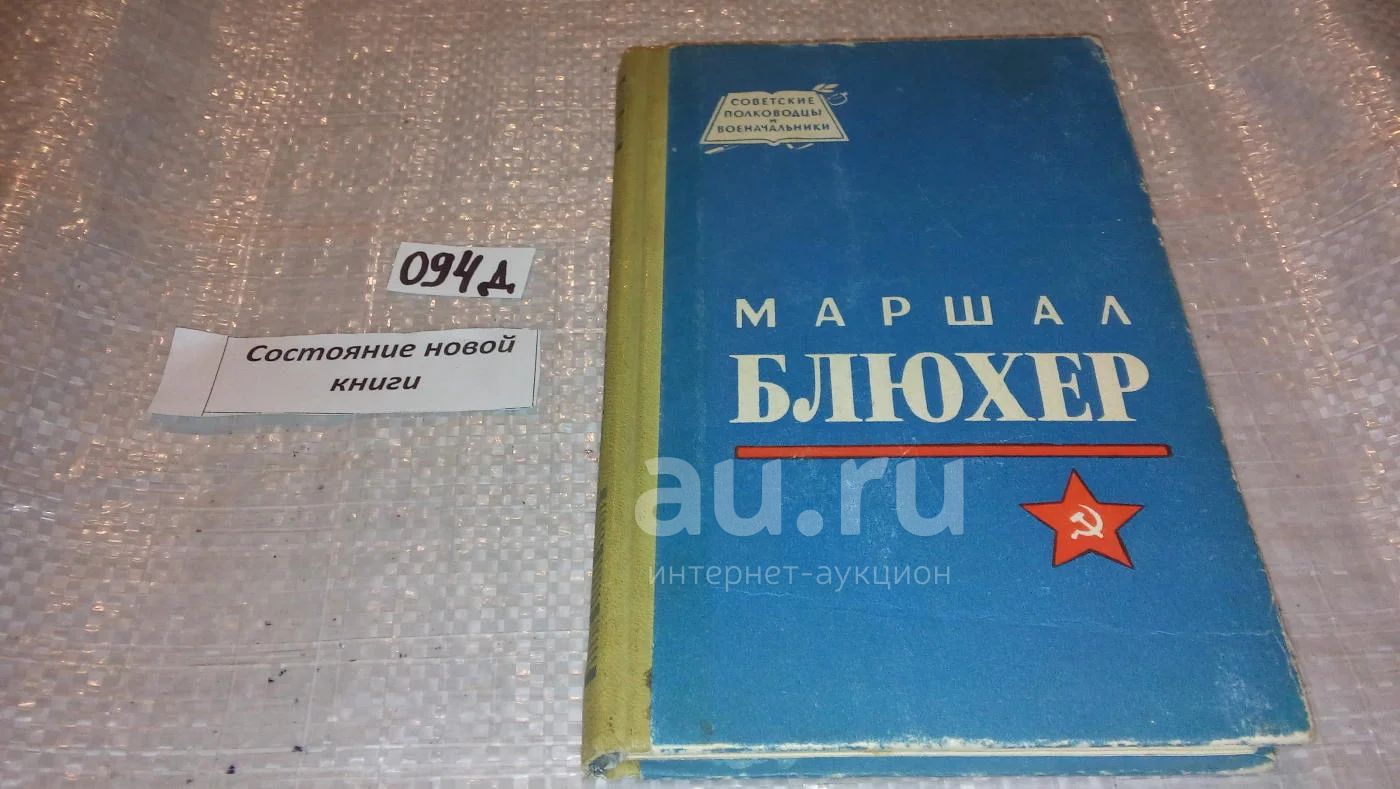 СОВЕТСКИЕ
ПОЛКОВОДЦЫ
И
ВОЕНАЧАЛЬНИКИ
094д
Состояние новой
книги
МАРШАЛ
БЛЮХЕР
au.ru
интернет-аукцион